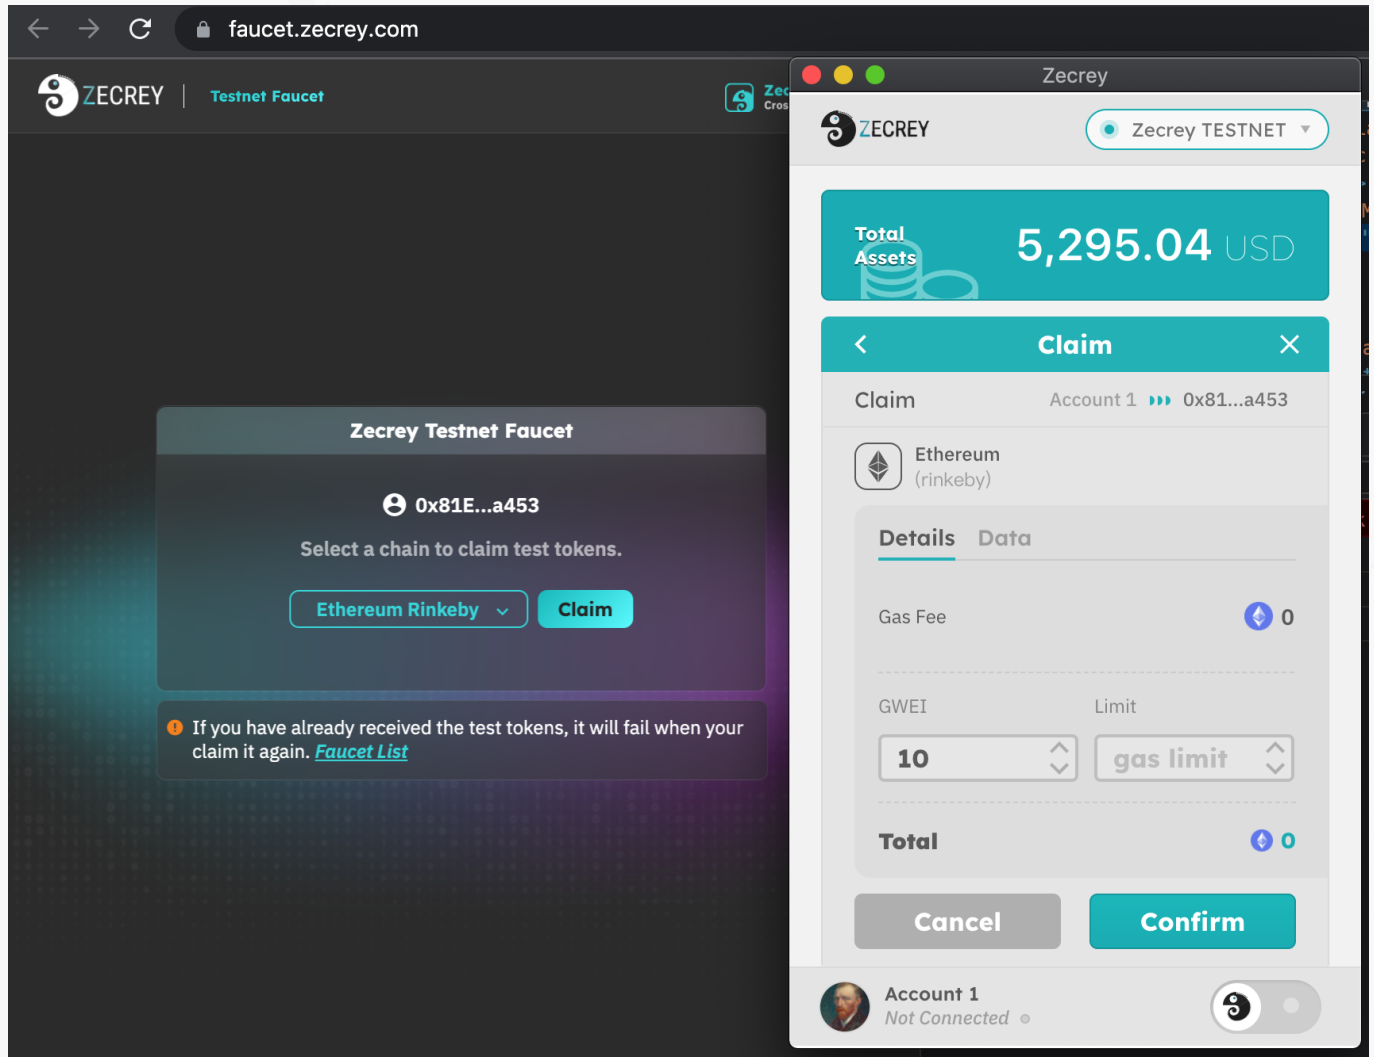 faucet.zecrey.com
ZECREY
Testnet Faucet
Zecrey Testnet Faucet
0x81E...a453
Select a chain to claim test tokens.
Ethereum Rinkeby
Claim
If you have already received the test tokens, it will fail when your
claim it again. Faucet List
Zecrey
ZECREY
Zecrey TESTNET
Total
Assets
5,295.04 USD
Claim
Claim
Account 1
0x81...a453
Ethereum
(rinkeby)
Details
Data
Gas Fee
0
GWEI
Limit
10
gas limit
Total
0
Cancel
Confirm
Account 1
Not Connected